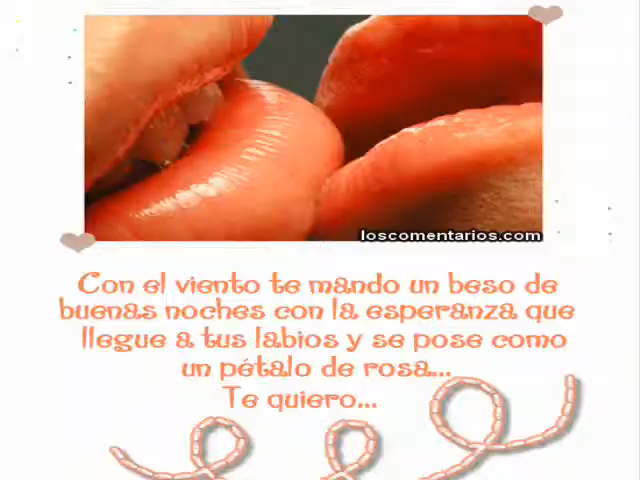 loscomentarios.com
Con el viento te mando un beso de
buenas noches con la esperanza que
llegue a tus labios y se pose como
un pétalo de rosa...
Te quiero...